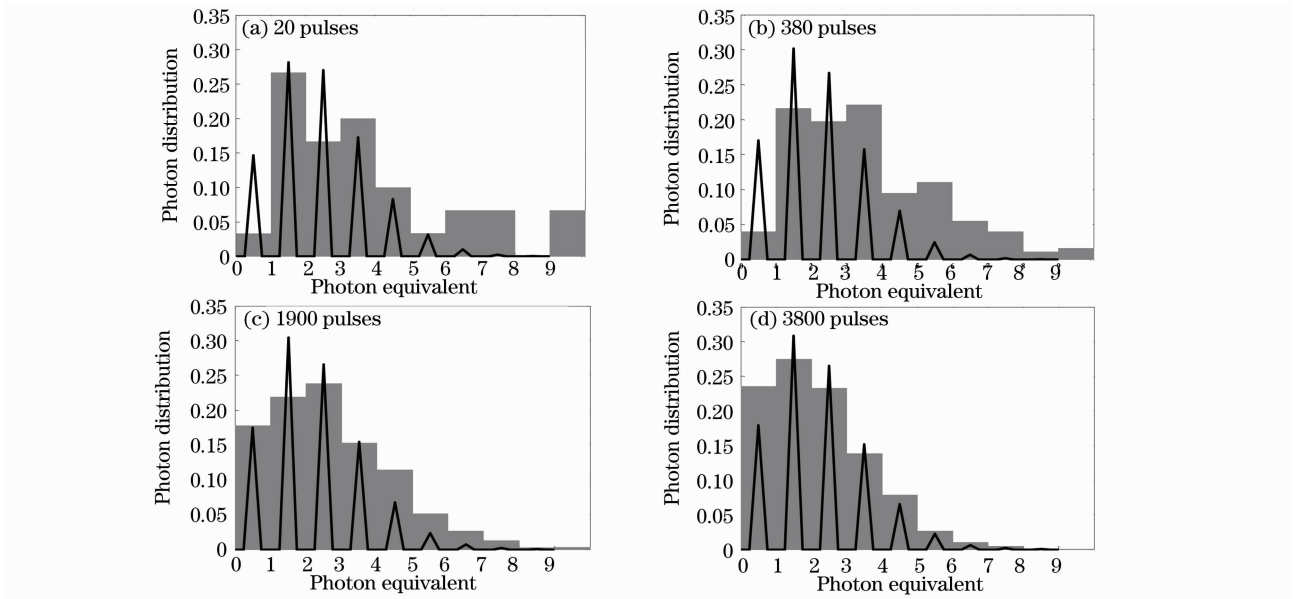 (a) 20 pulses
Photon distribution
0.35
0.30
0.25
0.20
0.15
0.10
0.05
0
0 1 2 3 4 5 6 7 8 9
Photon equivalent
(b) 380 pulses
Photon distribution
0.35
0.30
0.25
0.20
0.15
0.10
0.05
0
0 1 2 3 4 5 6 7 8 9
Photon equivalent
(c) 1900 pulses
Photon distribution
0.35
0.30
0.25
0.20
0.15
0.10
0.05
0
0 1 2 3 4 5 6 7 8 9
Photon equivalent
(d) 3800 pulses
Photon distribution
0.35
0.30
0.25
0.20
0.15
0.10
0.05
0
0 1 2 3 4 5 6 7 8 9
Photon equivalent